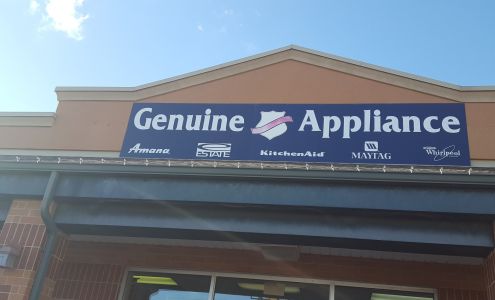 Genuine Appliance
Amana ESTATE KitchenAid MAYTAG Whirlpool